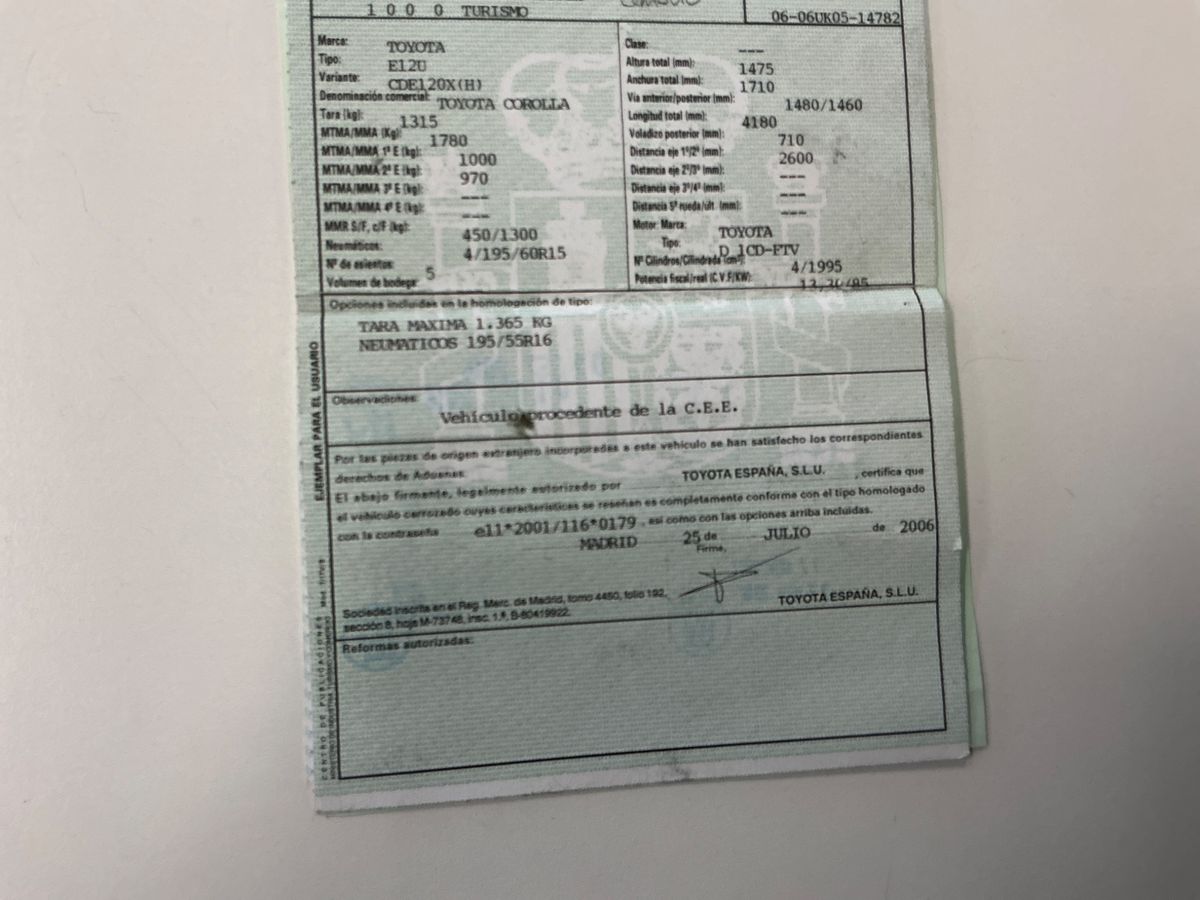 1 0 0 0 TURISMO
06-06UK05-14782
Marca: TOYOTA
Tipo: E12U
Variante: CDE120X(H)
Denominación comercial: TOYOTA COROLLA
Tara (kg): 1315
MTMA/MMA (Kg): 1780
MTMA/MMA 1º E (kg): 1000
MTMA/MMA 2º E (kg): 970
MTMA/MMA 3º E (kg): ---
MTMA/MMA 4º E (kg): ---
MMR S/F, c/F (kg): 450/1300
Neumáticos: 4/195/60R15
Nº de asientos: 5
Volumen de bodega:
Clase: ---
Altura total (mm): 1475
Anchura total (mm): 1710
Vía anterior/posterior (mm): 1480/1460
Longitud total (mm): 4180
Voladizo posterior (mm): 710
Distancia eje 1º/2º (mm): 2600
Distancia eje 2º/3º (mm): ---
Distancia eje 3º/4º (mm): ---
Distancia 5ª rueda/últ. (mm): ---
Motor: Marca: TOYOTA
Tipo: D 1CD-FTV
Nº Cilindros/Cilindrada (cm³): 4/1995
Potencia fiscal/real (C.V.F/KW):
Opciones incluidas en la homologación de tipo:
TARA MAXIMA 1.365 KG
NEUMATICOS 195/55R16
Observaciones:
Vehículo procedente de la C.E.E.
Por las piezas de origen extranjero incorporadas a este vehículo se han satisfecho los correspondientes
derechos de Aduanas.
El abajo firmante, legalmente autorizado por TOYOTA ESPAÑA, S.L.U. , certifica que
el vehículo carrozado cuyas características se reseñan es completamente conforme con el tipo homologado
con la contraseña e11*2001/116*0179 , así como con las opciones arriba incluidas.
MADRID 25 de JULIO de 2006
Firma,
Sociedad inscrita en el Reg. Merc. de Madrid, tomo 4450, folio 192,
sección 8, hoja M-73748, insc. 1.ª, B-80419922.
TOYOTA ESPAÑA, S.L.U.
Reformas autorizadas:
EJEMPLAR PARA EL USUARIO
CENTRO DE PUBLICACIONES